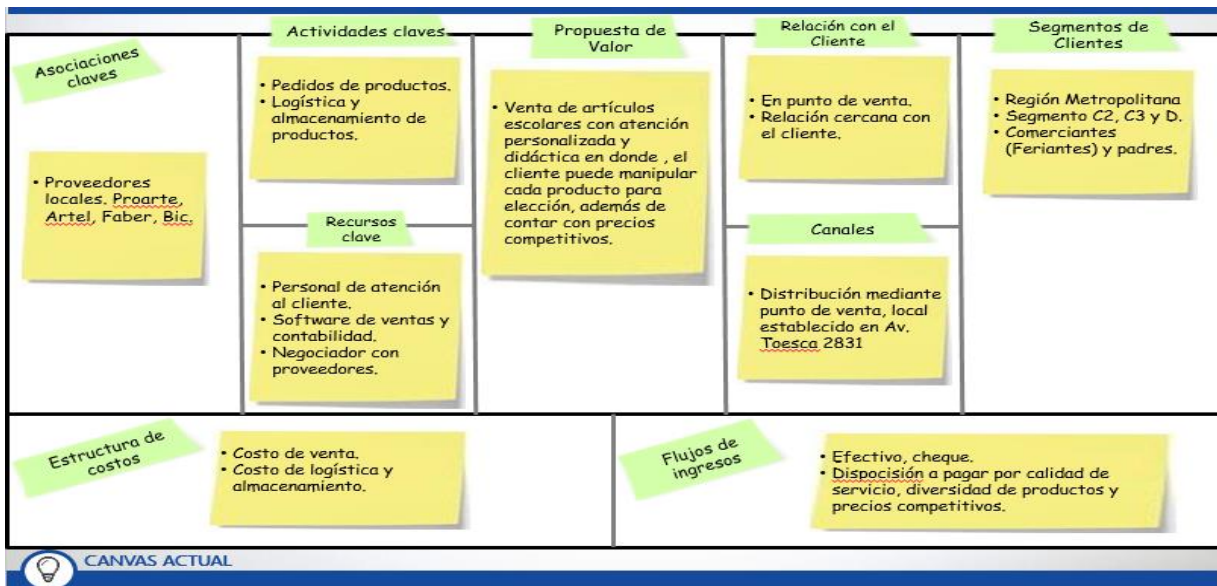 Asociaciones
claves
• Proveedores
locales. Proarte,
Artel, Faber, Bic.
Actividades claves
• Pedidos de productos.
• Logística y
almacenamiento de
productos.
Recursos
clave
• Personal de atención
al cliente.
• Software de ventas y
contabilidad.
• Negociador con
proveedores.
Propuesta de
Valor
• Venta de artículos
escolares con atención
personalizada y
didáctica en donde , el
cliente puede manipular
cada producto para
elección, además de
contar con precios
competitivos.
Relación con el
Cliente
• En punto de venta.
• Relación cercana con
el cliente.
Canales
• Distribución mediante
punto de venta, local
establecido en Av.
Toesca 2831
Segmentos de
Clientes
• Región Metropolitana
• Segmento C2, C3 y D.
• Comerciantes
(Feriantes) y padres.
Estructura de
costos
• Costo de venta.
• Costo de logística y
almacenamiento.
Flujos de
ingresos
• Efectivo, cheque.
• Dispocisión a pagar por calidad de
servicio, diversidad de productos y
precios competitivos.
CANVAS ACTUAL